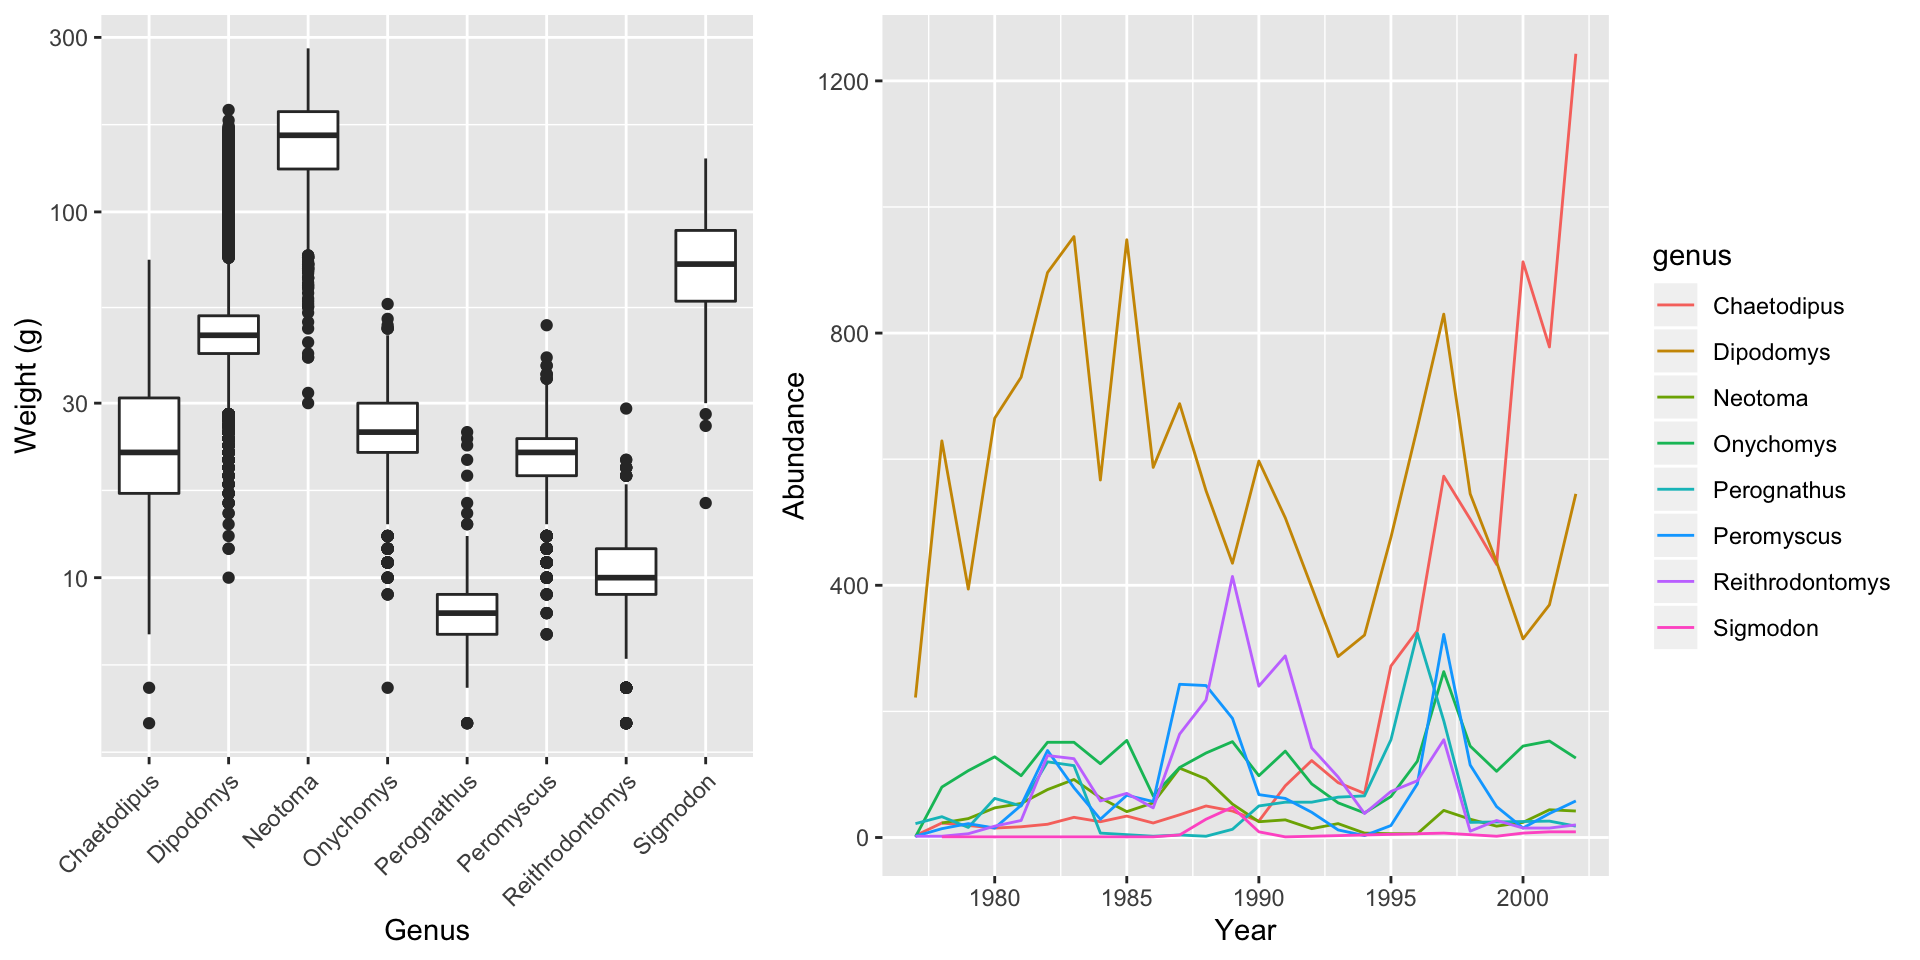 Weight (g)
300
100
30
10
Chaetodipus
Dipodomys
Neotoma
Onychomys
Perognathus
Peromyscus
Reithrodontomys
Sigmodon
Genus
Abundance
1200
800
400
0
1980
1985
1990
1995
2000
Year
genus
Chaetodipus
Dipodomys
Neotoma
Onychomys
Perognathus
Peromyscus
Reithrodontomys
Sigmodon